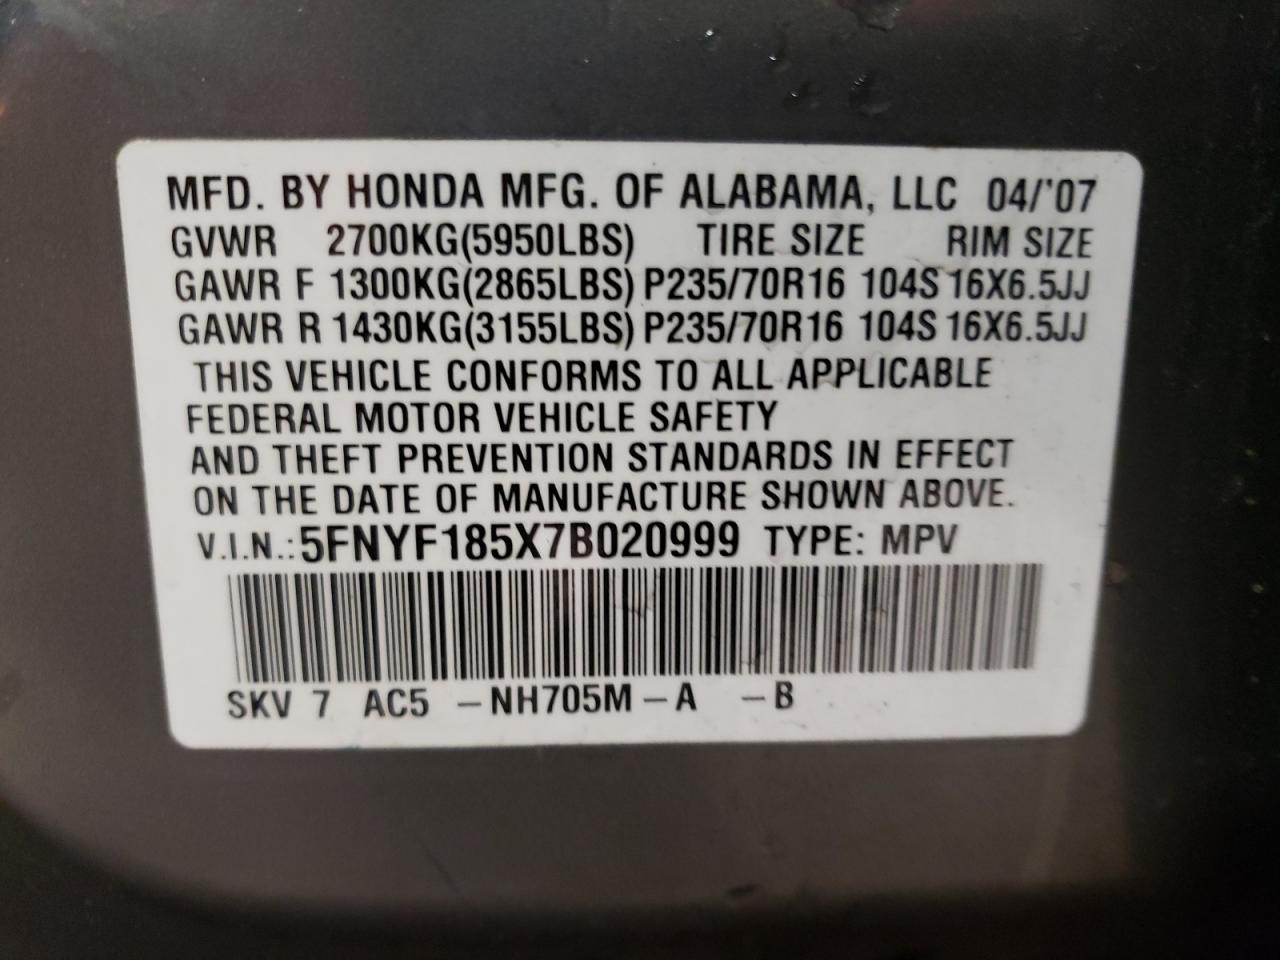 MFD. BY HONDA MFG. OF ALABAMA, LLC 04/'07
GVWR 2700KG(5950LBS) TIRE SIZE RIM SIZE
GAWR F 1300KG(2865LBS) P235/70R16 104S 16X6.5JJ
GAWR R 1430KG(3155LBS) P235/70R16 104S 16X6.5JJ
THIS VEHICLE CONFORMS TO ALL APPLICABLE
FEDERAL MOTOR VEHICLE SAFETY
AND THEFT PREVENTION STANDARDS IN EFFECT
ON THE DATE OF MANUFACTURE SHOWN ABOVE.
V.I.N.: 5FNYF185X7B020999 TYPE: MPV
SKV 7 AC5 –NH705M–A –B